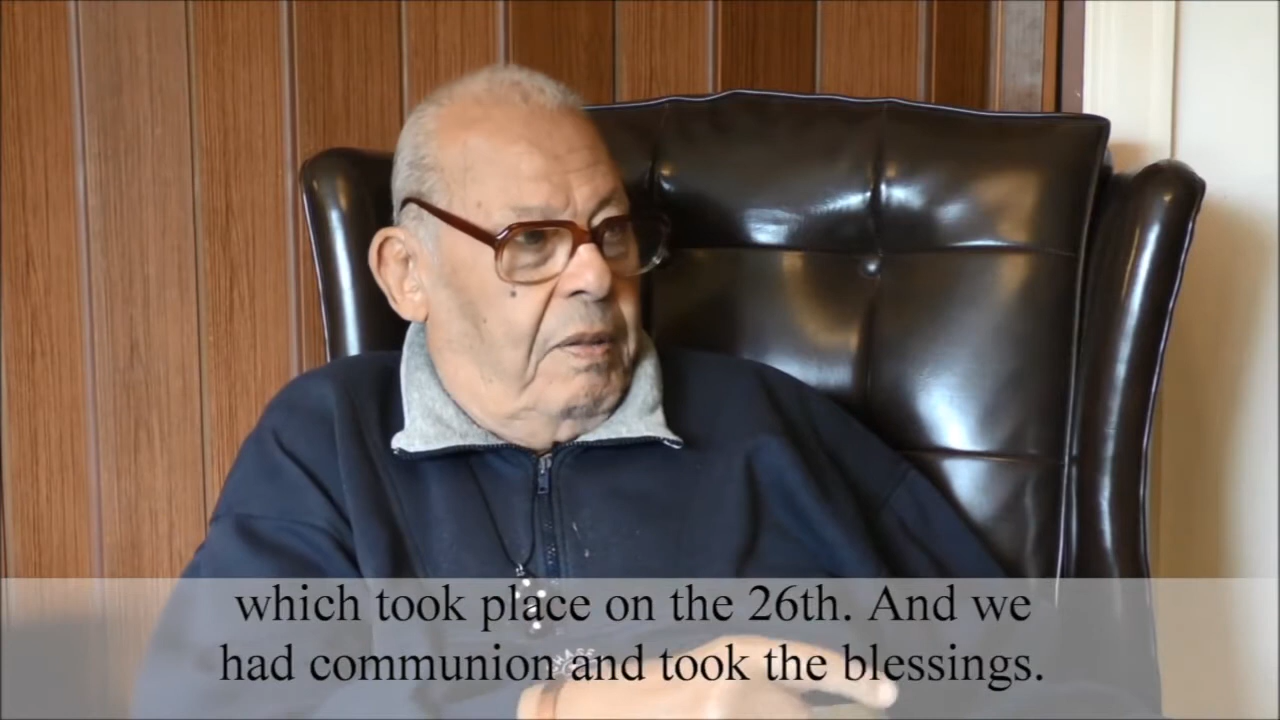 which took place on the 26th. And we
had communion and took the blessings.